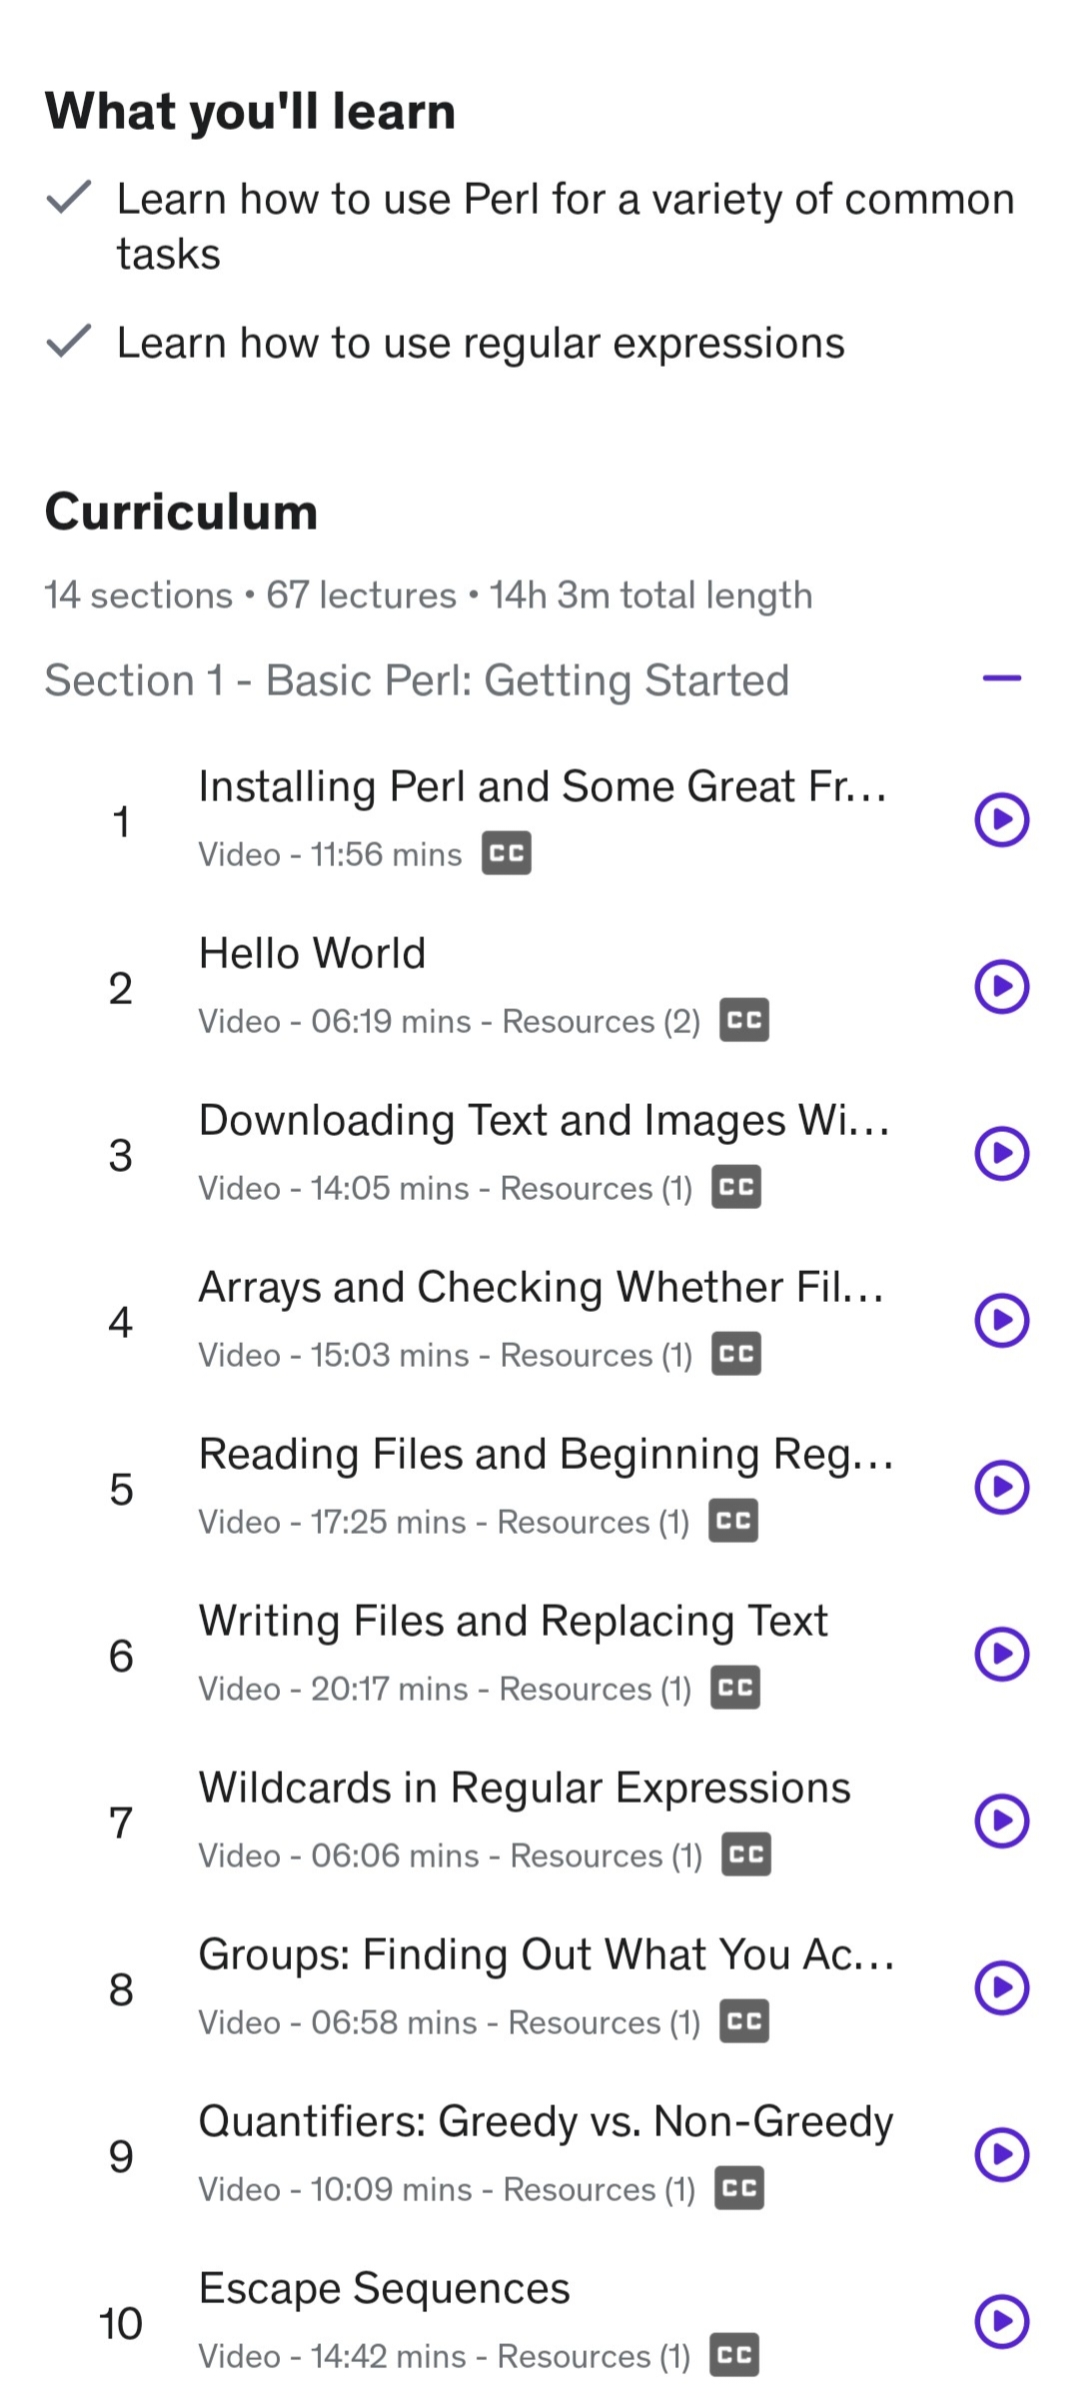 What you'll learn
Learn how to use Perl for a variety of common
tasks
Learn how to use regular expressions
Curriculum
14 sections • 67 lectures • 14h 3m total length
Section 1 - Basic Perl: Getting Started
1
Installing Perl and Some Great Fr...
Video - 11:56 mins CC
2
Hello World
Video - 06:19 mins - Resources (2) CC
3
Downloading Text and Images Wi...
Video - 14:05 mins - Resources (1) CC
4
Arrays and Checking Whether Fil...
Video - 15:03 mins - Resources (1) CC
5
Reading Files and Beginning Reg...
Video - 17:25 mins - Resources (1) CC
6
Writing Files and Replacing Text
Video - 20:17 mins - Resources (1) CC
7
Wildcards in Regular Expressions
Video - 06:06 mins - Resources (1) CC
8
Groups: Finding Out What You Ac...
Video - 06:58 mins - Resources (1) CC
9
Quantifiers: Greedy vs. Non-Greedy
Video - 10:09 mins - Resources (1) CC
10
Escape Sequences
Video - 14:42 mins - Resources (1) CC